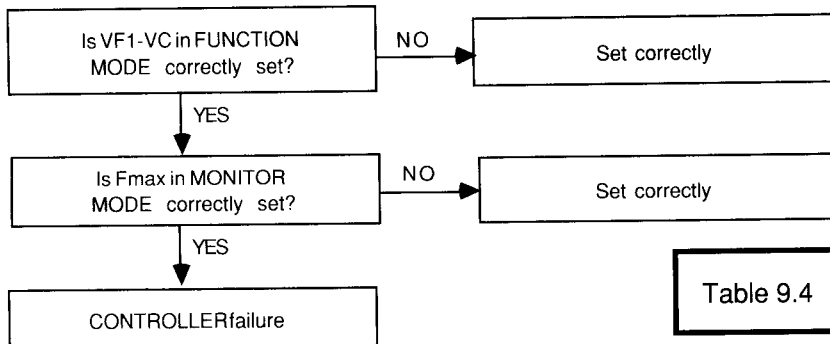 Is VF1-VC in FUNCTION
MODE correctly set?
NO
Set correctly
YES
Is Fmax in MONITOR
MODE correctly set?
NO
Set correctly
YES
CONTROLLERfailure
Table 9.4